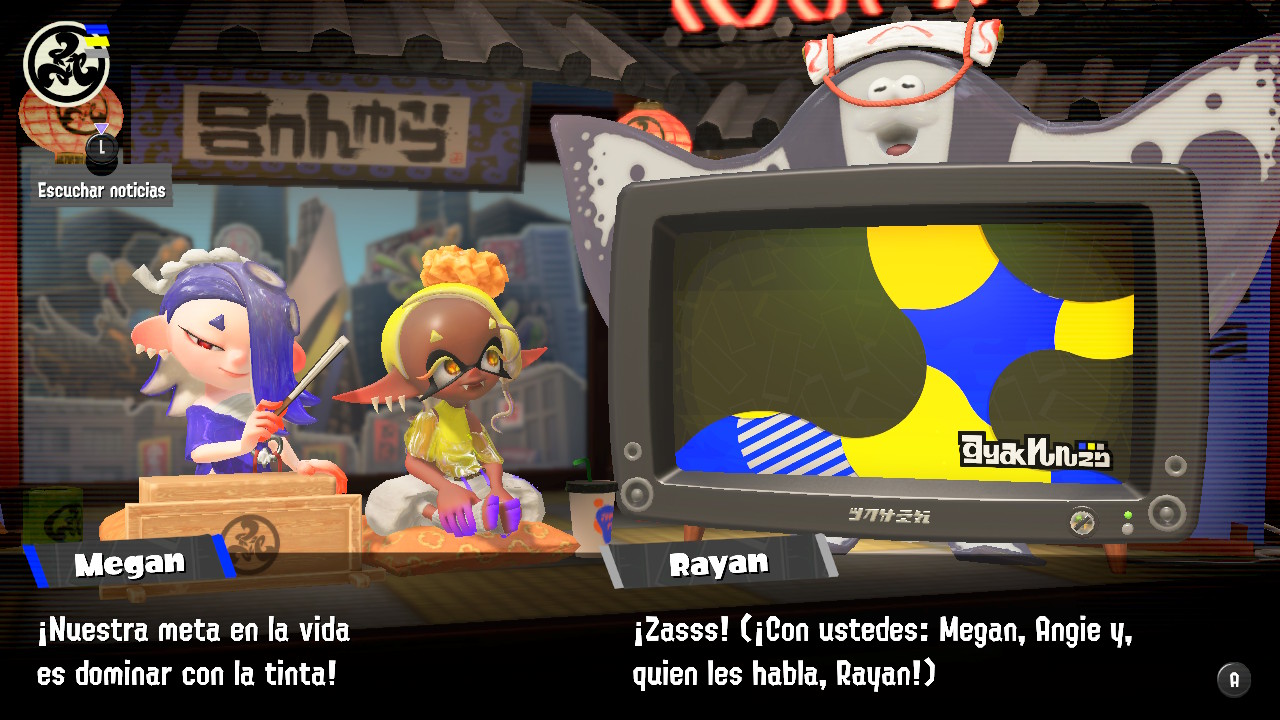 L
Escuchar noticias
Megan
Rayan
¡Nuestra meta en la vida
es dominar con la tinta!
¡Zasss! (¡Con ustedes: Megan, Angie y,
quien les habla, Rayan!)
A